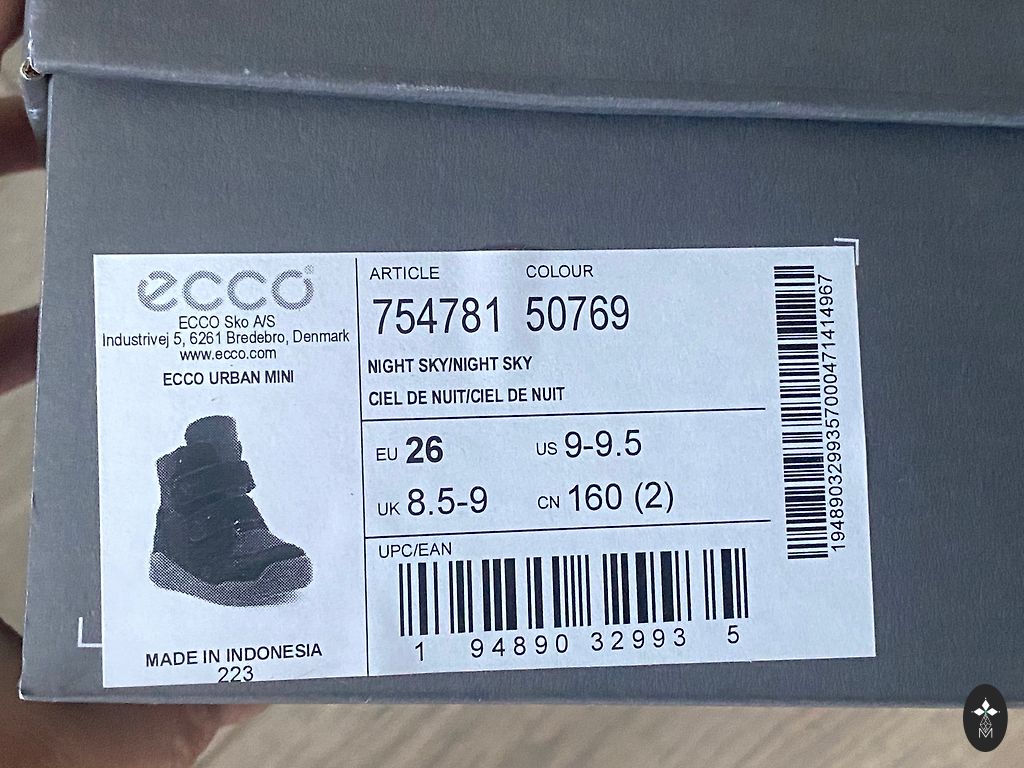 ecco
ECCO Sko A/S
Industrivej 5, 6261 Bredebro, Denmark
www.ecco.com
ECCO URBAN MINI
MADE IN INDONESIA
223
ARTICLE COLOUR
754781 50769
NIGHT SKY/NIGHT SKY
CIEL DE NUIT/CIEL DE NUIT
EU 26 US 9-9.5
UK 8.5-9 CN 160 (2)
UPC/EAN
1 94890 32993 5
1948903299357000471414967
M